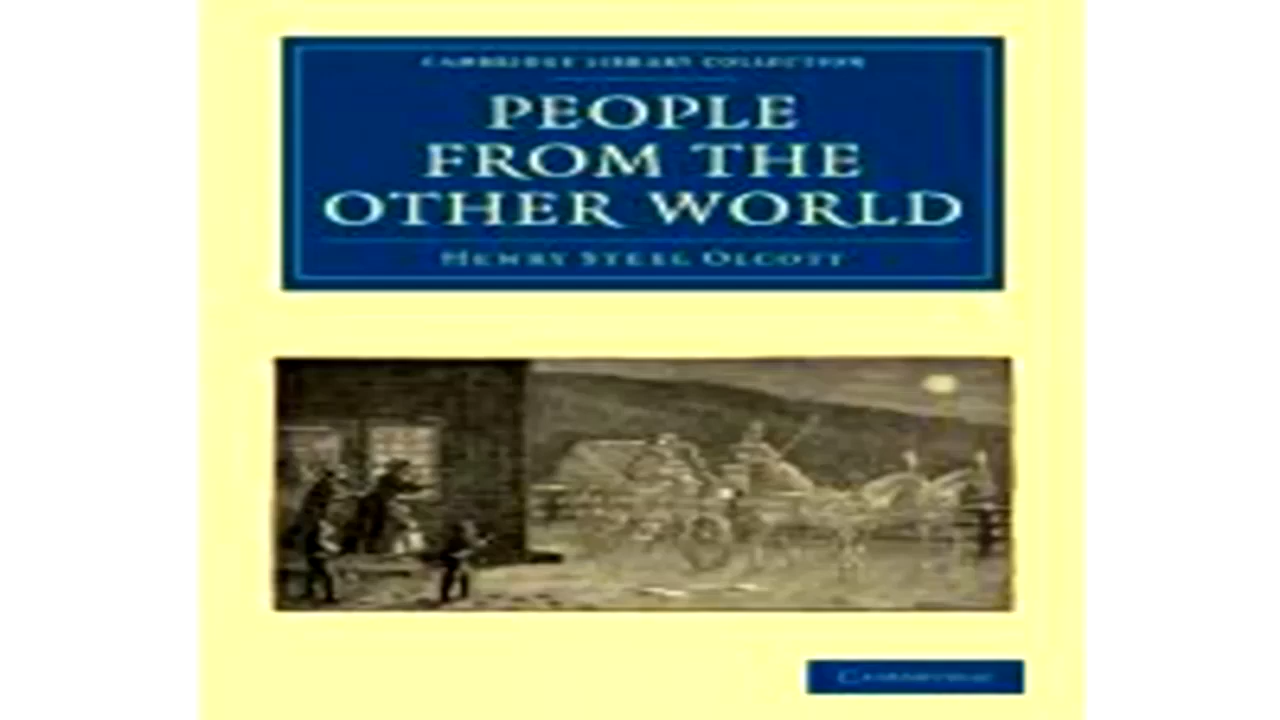 CAMBRIDGE LIBRARY COLLECTION
PEOPLE
FROM THE
OTHER WORLD
HENRY STEEL OLCOTT
CAMBRIDGE